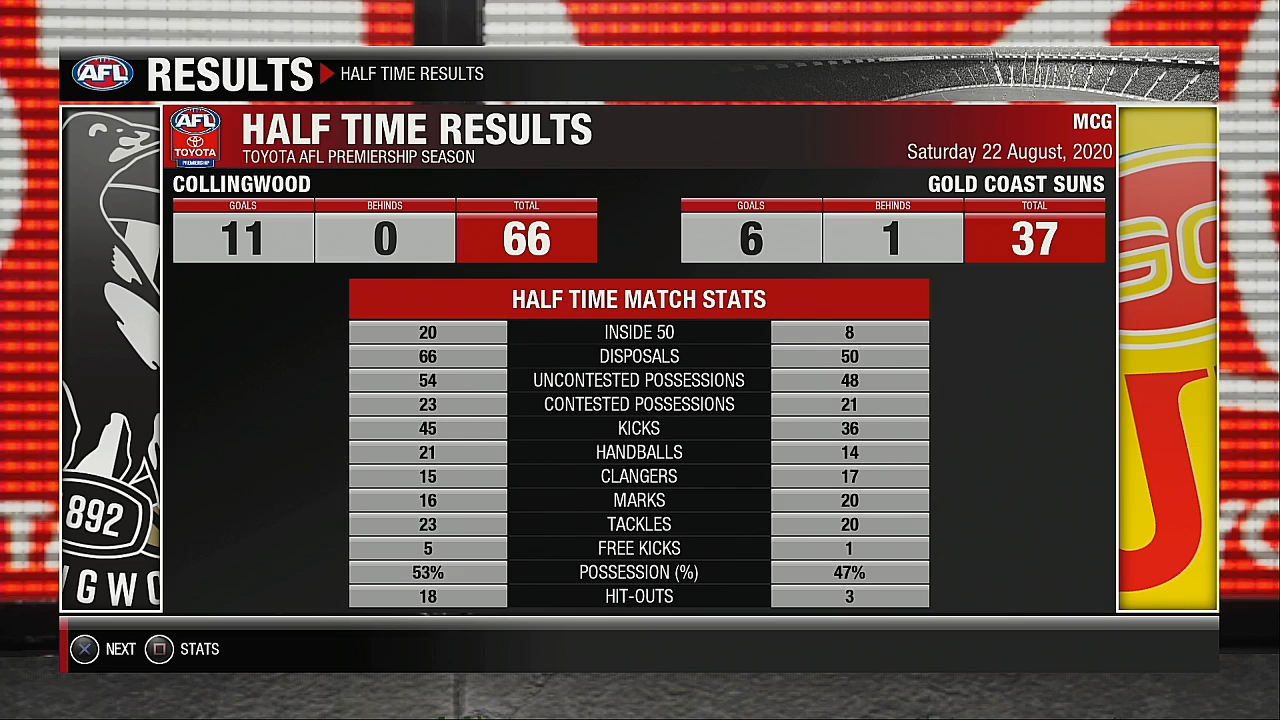 AFL RESULTS HALF TIME RESULTS
AFL TOYOTA PREMIERSHIP
HALF TIME RESULTS
MCG
TOYOTA AFL PREMIERSHIP SEASON
Saturday 22 August, 2020
COLLINGWOOD
GOLD COAST SUNS
GOALS BEHINDS TOTAL GOALS BEHINDS TOTAL
11 0 66 6 1 37
HALF TIME MATCH STATS
20 INSIDE 50 8
66 DISPOSALS 50
54 UNCONTESTED POSSESSIONS 48
23 CONTESTED POSSESSIONS 21
45 KICKS 36
21 HANDBALLS 14
15 CLANGERS 17
16 MARKS 20
23 TACKLES 20
5 FREE KICKS 1
53% POSSESSION (%) 47%
18 HIT-OUTS 3
892
NGWO
GO
U
NEXT STATS